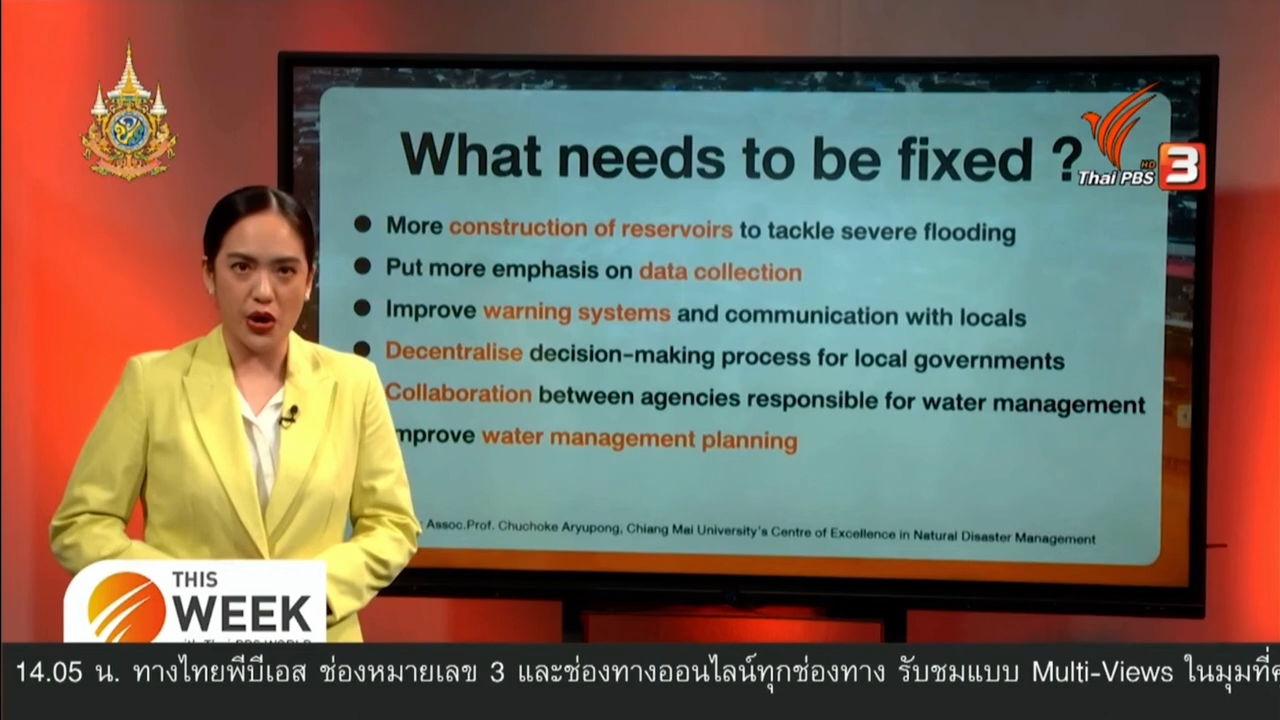 What needs to be fixed ?
Thai PBS HD 3
● More construction of reservoirs to tackle severe flooding
● Put more emphasis on data collection
● Improve warning systems and communication with locals
● Decentralise decision-making process for local governments
Collaboration between agencies responsible for water management
mprove water management planning
: Assoc.Prof. Chuchoke Aryupong, Chiang Mai University's Centre of Excellence in Natural Disaster Management
THIS
WEEK
with Thai PBS WORLD
14.05 น. ทางไทยพีบีเอส ช่องหมายเลข 3 และช่องทางออนไลน์ทุกช่องทาง รับชมแบบ Multi-Views ในมุมที่